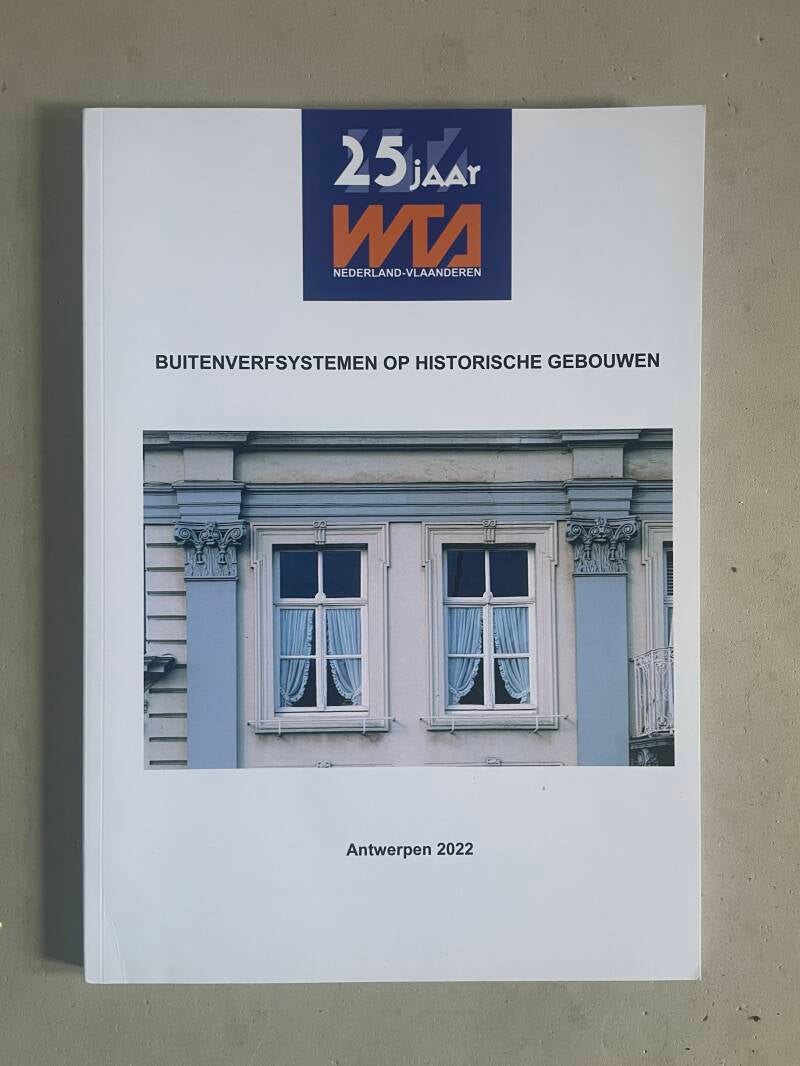 25 jaar
WTA
NEDERLAND-VLAANDEREN
BUITENVERFSYSTEMEN OP HISTORISCHE GEBOUWEN
Antwerpen 2022